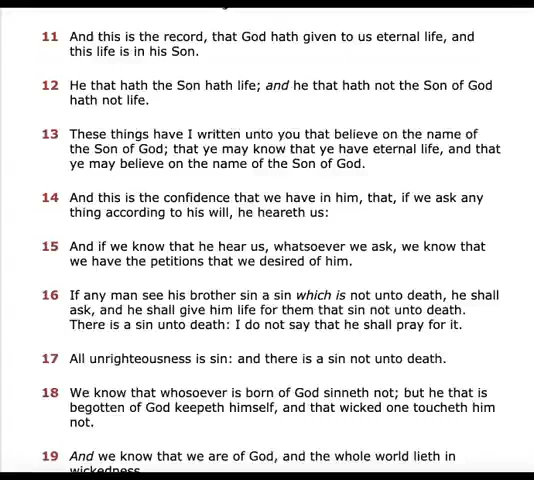 11 And this is the record, that God hath given to us eternal life, and
this life is in his Son.
12 He that hath the Son hath life; and he that hath not the Son of God
hath not life.
13 These things have I written unto you that believe on the name of
the Son of God; that ye may know that ye have eternal life, and that
ye may believe on the name of the Son of God.
14 And this is the confidence that we have in him, that, if we ask any
thing according to his will, he heareth us:
15 And if we know that he hear us, whatsoever we ask, we know that
we have the petitions that we desired of him.
16 If any man see his brother sin a sin which is not unto death, he shall
ask, and he shall give him life for them that sin not unto death.
There is a sin unto death: I do not say that he shall pray for it.
17 All unrighteousness is sin: and there is a sin not unto death.
18 We know that whosoever is born of God sinneth not; but he that is
begotten of God keepeth himself, and that wicked one toucheth him
not.
19 And we know that we are of God, and the whole world lieth in
wickedness.